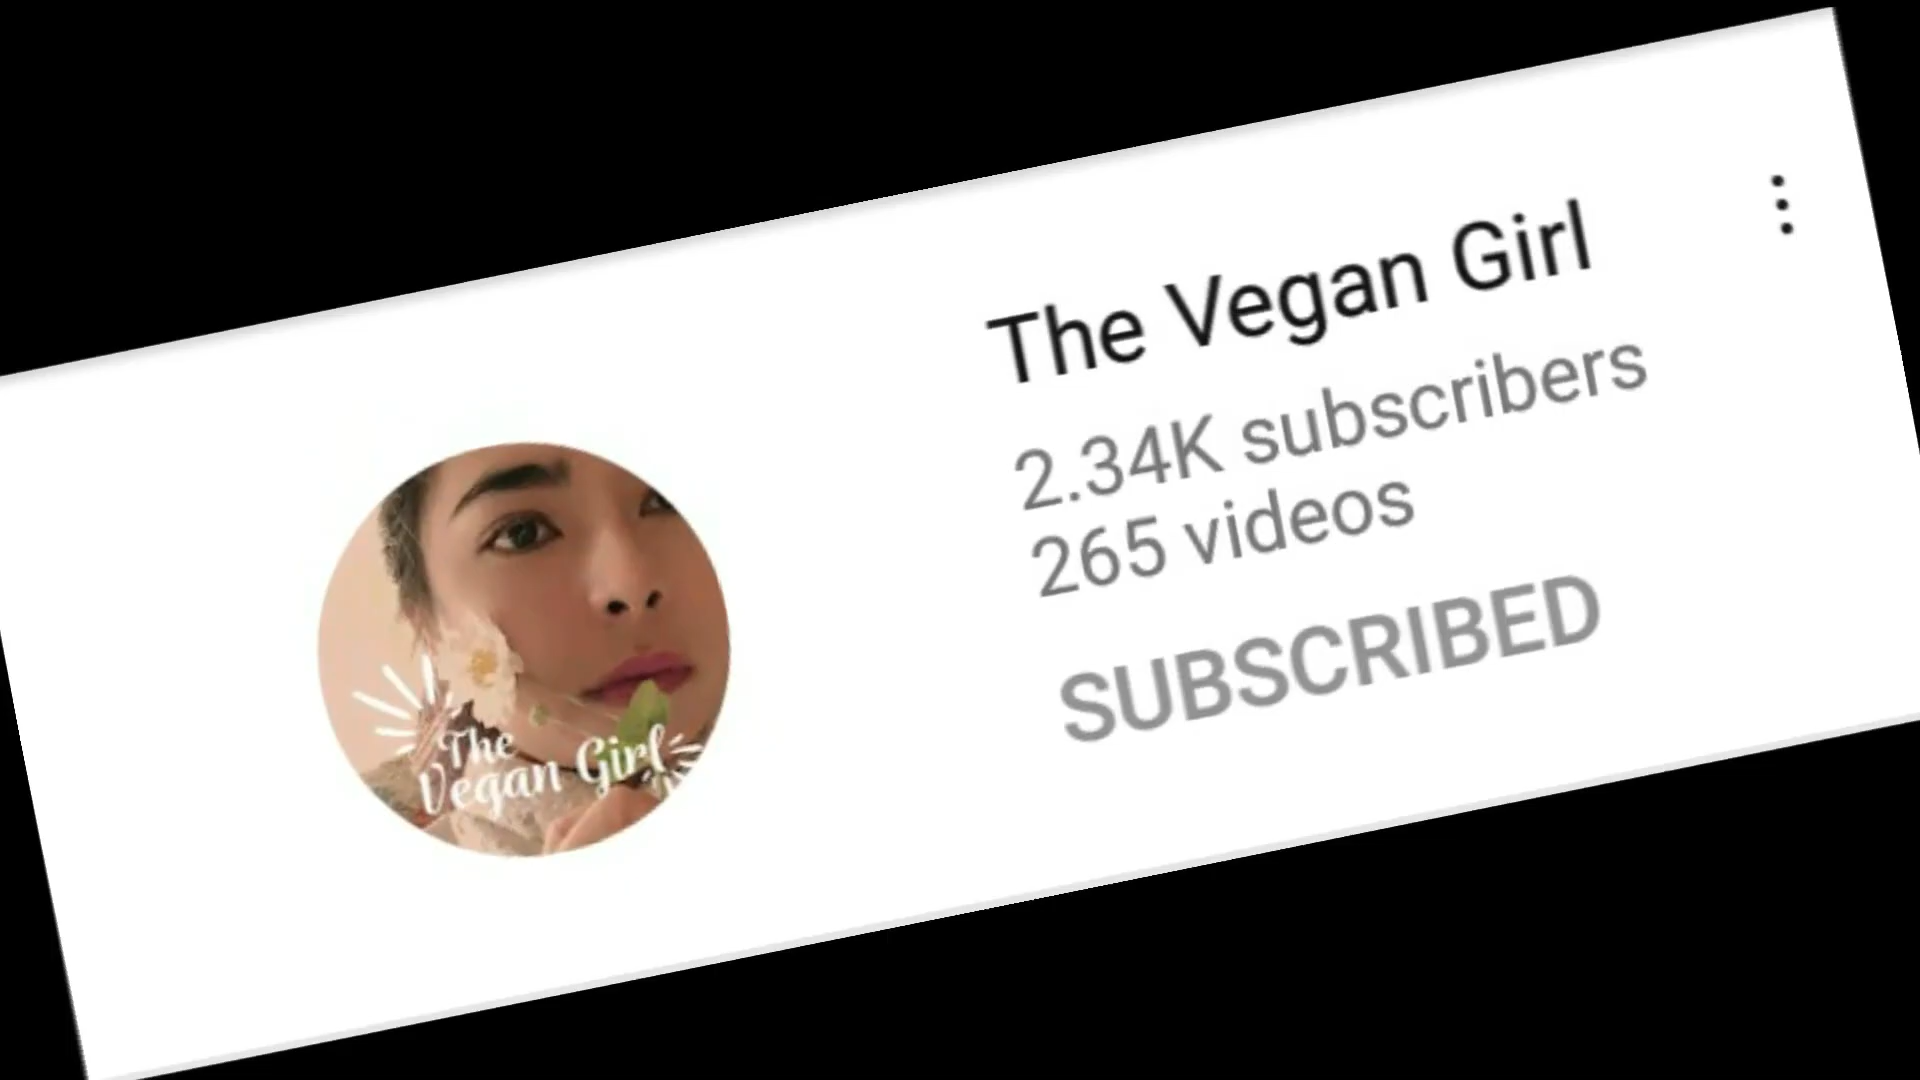 The Vegan Girl
2.34K subscribers
265 videos
SUBSCRIBED
The
Vegan Girl